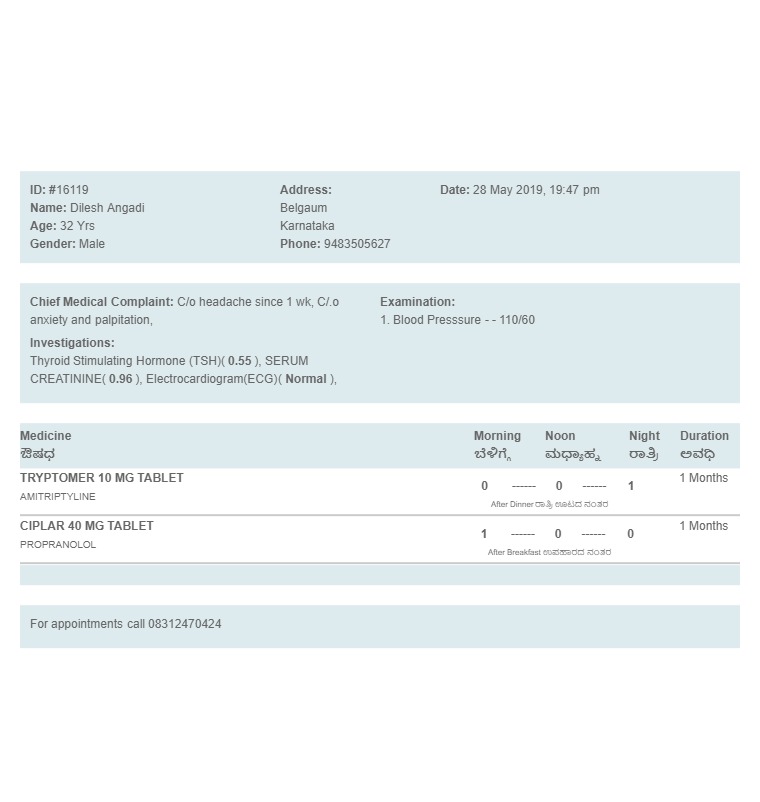 ID: #16119
Name: Dilesh Angadi
Age: 32 Yrs
Gender: Male
Address:
Belgaum
Karnataka
Phone: 9483505627
Date: 28 May 2019, 19:47 pm
Chief Medical Complaint: C/o headache since 1 wk, C/.o
anxiety and palpitation,
Investigations:
Thyroid Stimulating Hormone (TSH)( 0.55 ), SERUM
CREATININE( 0.96 ), Electrocardiogram(ECG)( Normal ),
Examination:
1. Blood Presssure - - 110/60
Medicine Morning Noon Night Duration
ಔಷಧ ಬೆಳಿಗ್ಗೆ ಮಧ್ಯಾಹ್ನ ರಾತ್ರಿ ಅವಧಿ
TRYPTOMER 10 MG TABLET 1 Months
0 ------ 0 ------ 1
AMITRIPTYLINE
After Dinner ರಾತ್ರಿ ಊಟದ ನಂತರ
CIPLAR 40 MG TABLET 1 Months
1 ------ 0 ------ 0
PROPRANOLOL
After Breakfast ಉಪಹಾರದ ನಂತರ
For appointments call 08312470424